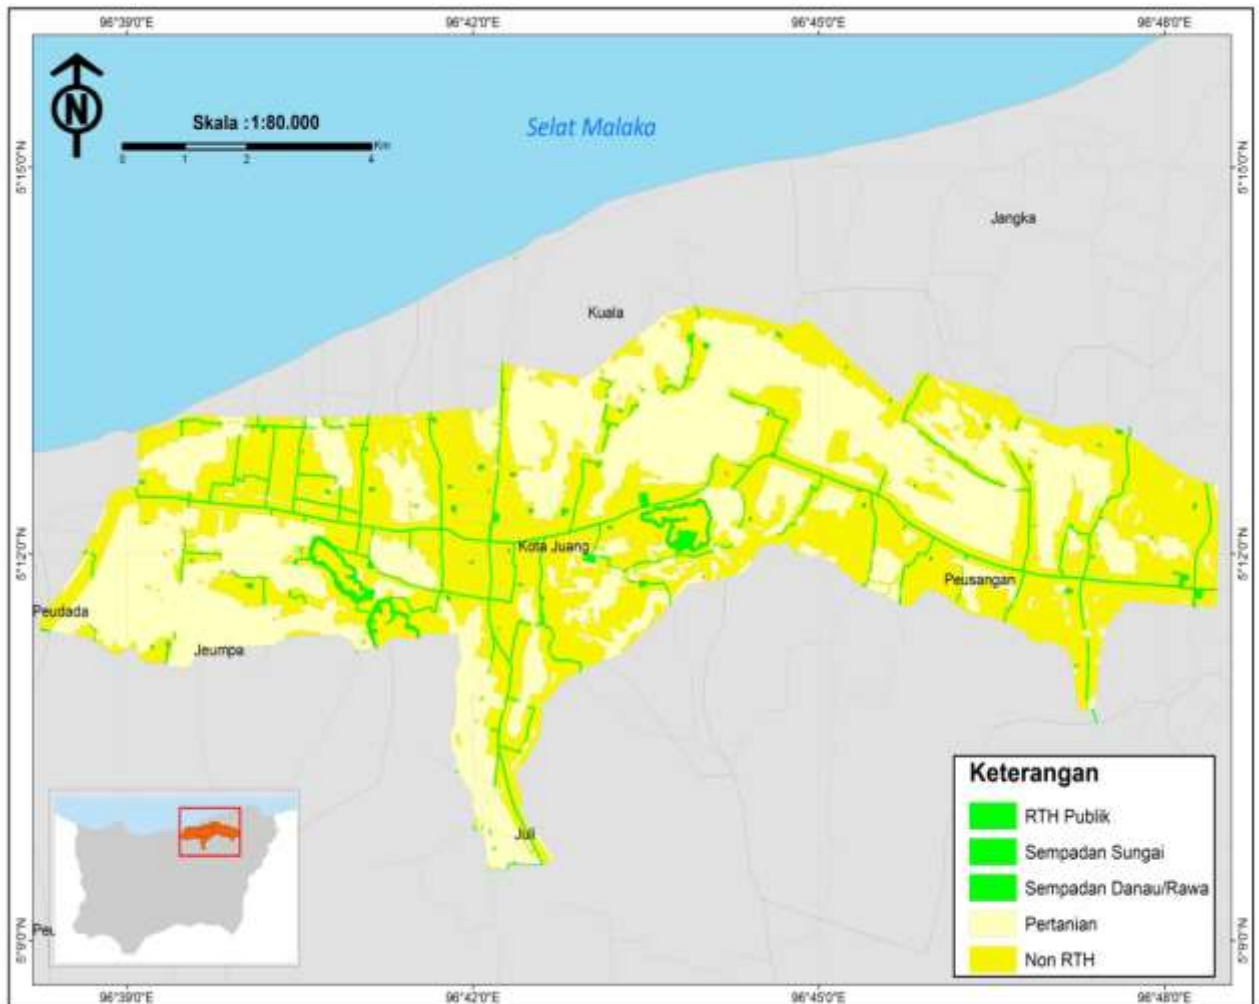 96°39'0"E 96°42'0"E 96°45'0"E 96°48'0"E
N
Skala : 1:80.000
0 1 2 4 Km
Selat Malaka
5°15'0"N 5°15'0"N
Jangka
Kuala
5°12'0"N 5°12'0"N
Kota Juang
Peusangan
Peudada
Jeumpa
Juli
Keterangan
RTH Publik
Sempadan Sungai
Sempadan Danau/Rawa
Pertanian
Non RTH
5°9'0"N 5°9'0"N
96°39'0"E 96°42'0"E 96°45'0"E 96°48'0"E